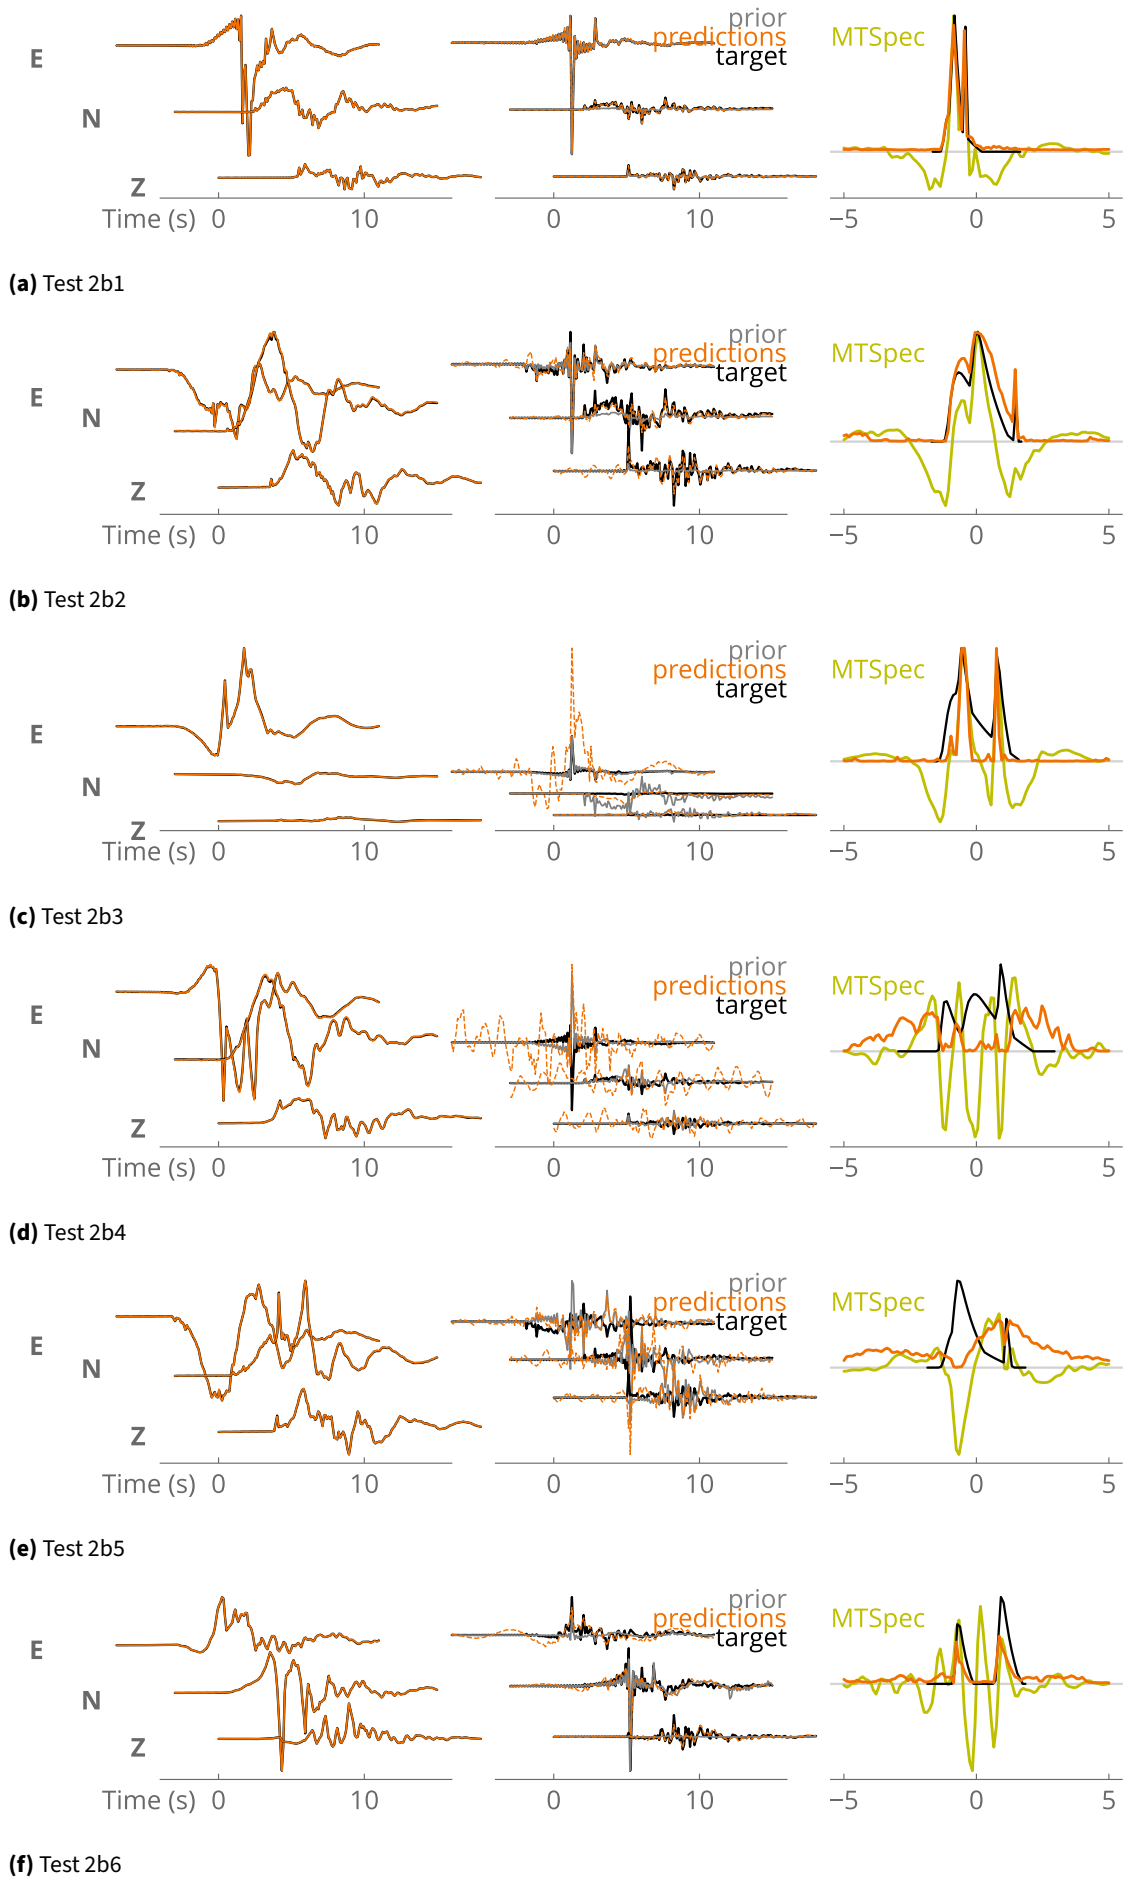 prior
predictions
target
MTSpec
E
N
Z
Time (s) 0 10 0 10 −5 0 5
(a) Test 2b1
prior
predictions
target
MTSpec
E
N
Z
Time (s) 0 10 0 10 −5 0 5
(b) Test 2b2
prior
predictions
target
MTSpec
E
N
Z
Time (s) 0 10 0 10 −5 0 5
(c) Test 2b3
prior
predictions
target
MTSpec
E
N
Z
Time (s) 0 10 0 10 −5 0 5
(d) Test 2b4
prior
predictions
target
MTSpec
E
N
Z
Time (s) 0 10 0 10 −5 0 5
(e) Test 2b5
prior
predictions
target
MTSpec
E
N
Z
Time (s) 0 10 0 10 −5 0 5
(f) Test 2b6